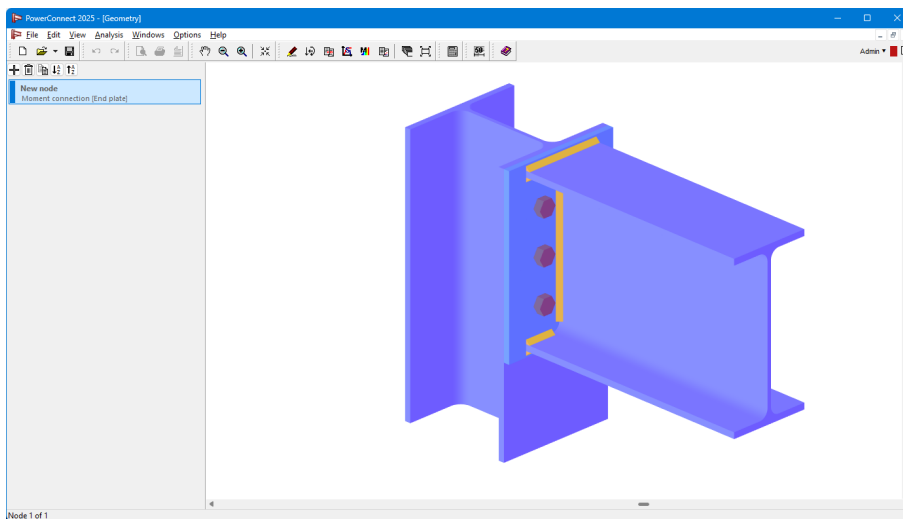 PowerConnect 2025 - [Geometry]
File Edit View Analysis Windows Options Help
Admin
New node
Moment connection [End plate]
Node 1 of 1